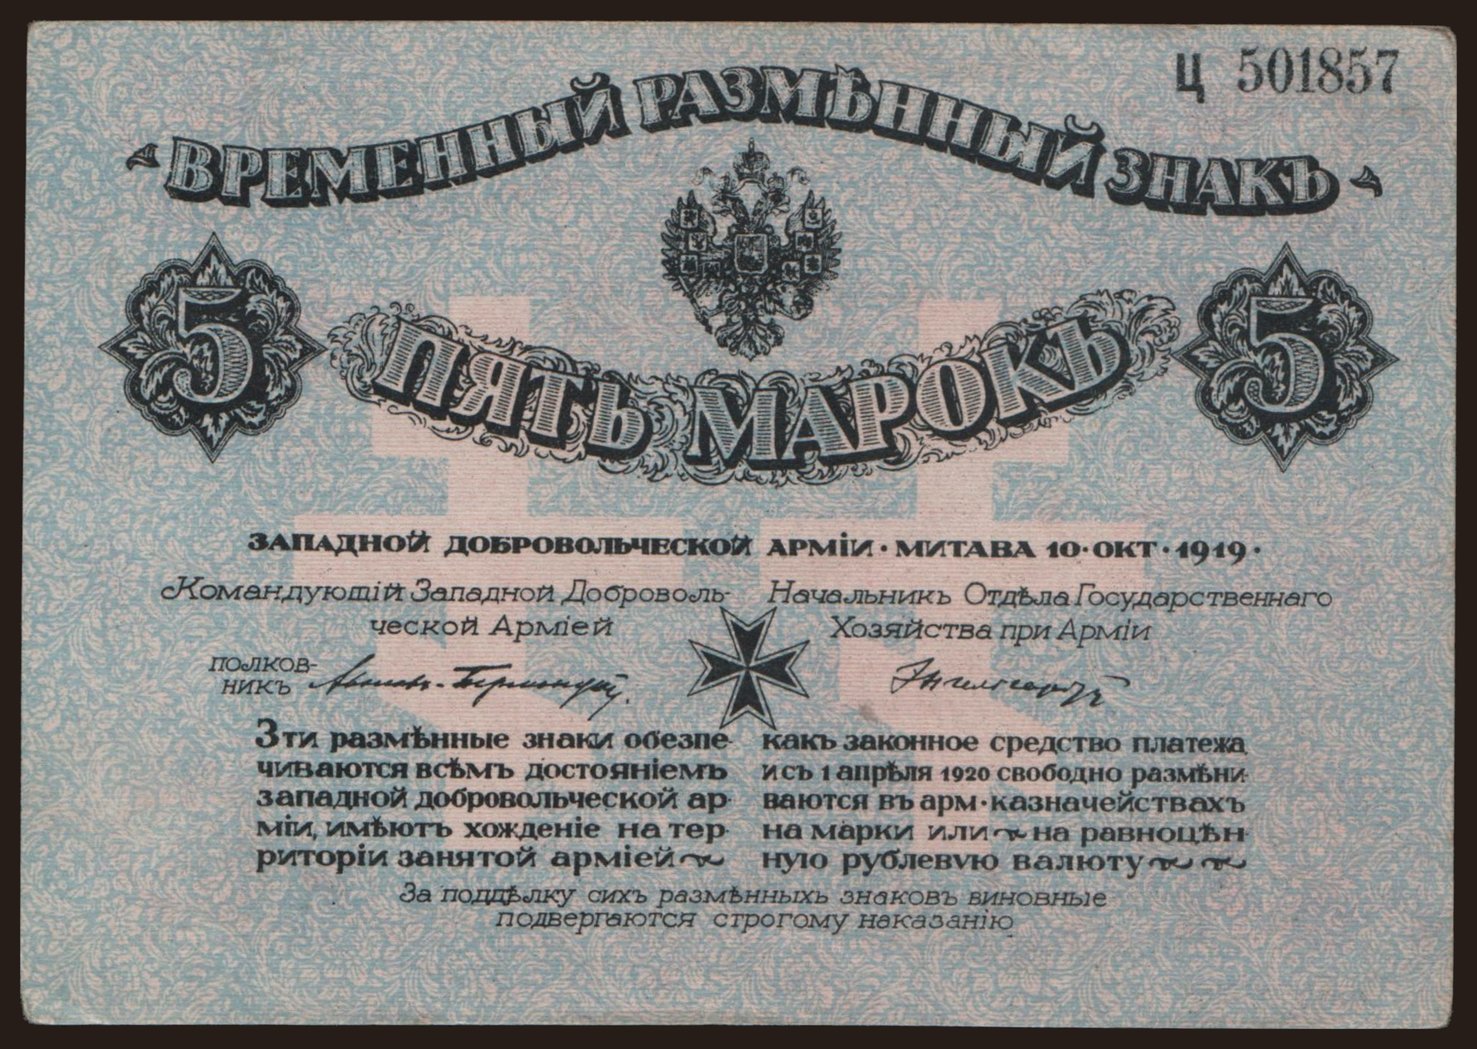 Ц 501857
ВРЕМЕННЫЙ РАЗМѢННЫЙ ЗНАКЪ
5 5
ПЯТЬ МАРОКЪ
ЗАПАДНОЙ ДОБРОВОЛЬЧЕСКОЙ АРМІИ · МИТАВА 10 · ОКТ · 1919 ·
Командующій Западной Доброволь-
ческой Арміей
полков-
никъ Авалов-Бермондт
Начальникъ Отдѣла Государственнаго
Хозяйства при Арміи
Энгельгардт
Эти размѣнные знаки обезпе-
чиваются всѣмъ достояніемъ
западной добровольческой ар-
міи, имѣютъ хожденіе на тер-
риторіи занятой арміей
какъ законное средство платежа
и съ 1 апрѣля 1920 свободно размѣни-
ваются въ арм · казначействахъ
на марки или на равноцѣн-
ную рублевую валюту
За поддѣлку сихъ размѣнныхъ знаковъ виновные
подвергаются строгому наказанію